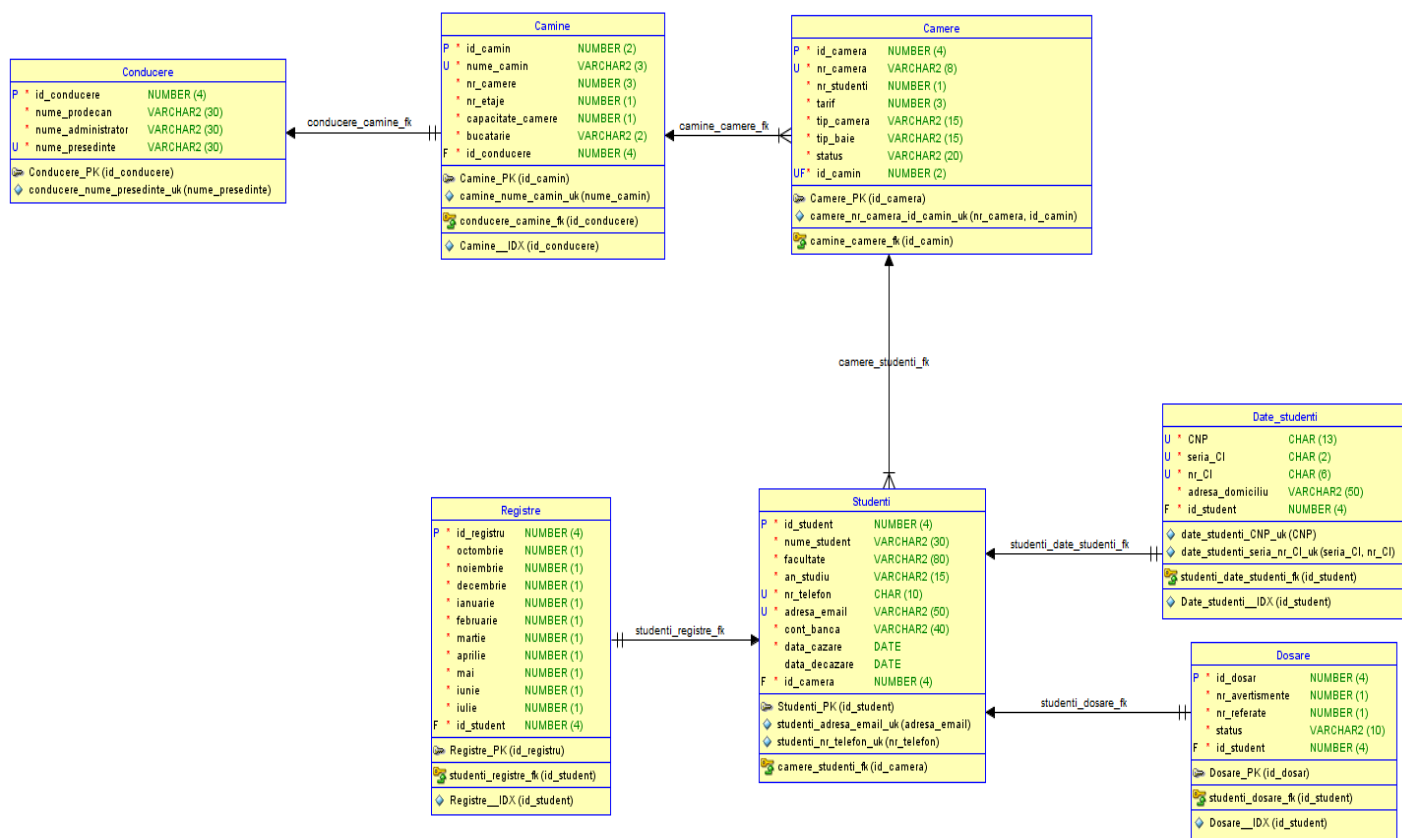 Conducere
P * id_conducere NUMBER (4)
* nume_prodecan VARCHAR2 (30)
* nume_administrator VARCHAR2 (30)
U * nume_presedinte VARCHAR2 (30)
Conducere_PK (id_conducere)
conducere_nume_presedinte_uk (nume_presedinte)
conducere_camine_fk
Camine
P * id_camin NUMBER (2)
U * nume_camin VARCHAR2 (3)
* nr_camere NUMBER (3)
* nr_etaje NUMBER (1)
* capacitate_camere NUMBER (1)
* bucatarie VARCHAR2 (2)
F * id_conducere NUMBER (4)
Camine_PK (id_camin)
camine_nume_camin_uk (nume_camin)
conducere_camine_fk (id_conducere)
Camine__IDX (id_conducere)
camine_camere_fk
Camere
P * id_camera NUMBER (4)
U * nr_camera VARCHAR2 (8)
* nr_studenti NUMBER (1)
* tarif NUMBER (3)
* tip_camera VARCHAR2 (15)
* tip_baie VARCHAR2 (15)
* status VARCHAR2 (20)
UF* id_camin NUMBER (2)
Camere_PK (id_camera)
camere_nr_camera_id_camin_uk (nr_camera, id_camin)
camine_camere_fk (id_camin)
camere_studenti_fk
Registre
P * id_registru NUMBER (4)
* octombrie NUMBER (1)
* noiembrie NUMBER (1)
* decembrie NUMBER (1)
* ianuarie NUMBER (1)
* februarie NUMBER (1)
* martie NUMBER (1)
* aprilie NUMBER (1)
* mai NUMBER (1)
* iunie NUMBER (1)
* iulie NUMBER (1)
F * id_student NUMBER (4)
Registre_PK (id_registru)
studenti_registre_fk (id_student)
Registre__IDX (id_student)
studenti_registre_fk
Studenti
P * id_student NUMBER (4)
* nume_student VARCHAR2 (30)
* facultate VARCHAR2 (80)
* an_studiu VARCHAR2 (15)
U * nr_telefon CHAR (10)
U * adresa_email VARCHAR2 (50)
* cont_banca VARCHAR2 (40)
* data_cazare DATE
data_decazare DATE
F * id_camera NUMBER (4)
Studenti_PK (id_student)
studenti_adresa_email_uk (adresa_email)
studenti_nr_telefon_uk (nr_telefon)
camere_studenti_fk (id_camera)
studenti_date_studenti_fk
Date_studenti
U * CNP CHAR (13)
U * seria_CI CHAR (2)
U * nr_CI CHAR (6)
* adresa_domiciliu VARCHAR2 (50)
F * id_student NUMBER (4)
date_studenti_CNP_uk (CNP)
date_studenti_seria_nr_CI_uk (seria_CI, nr_CI)
studenti_date_studenti_fk (id_student)
Date_studenti__IDX (id_student)
studenti_dosare_fk
Dosare
P * id_dosar NUMBER (4)
* nr_avertismente NUMBER (1)
* nr_referate NUMBER (1)
* status VARCHAR2 (10)
F * id_student NUMBER (4)
Dosare_PK (id_dosar)
studenti_dosare_fk (id_student)
Dosare__IDX (id_student)